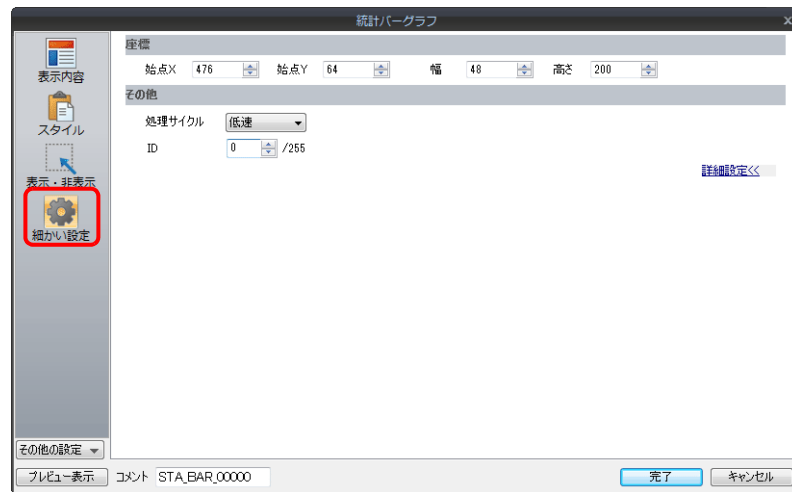 統計バーグラフ
表示内容
スタイル
表示・非表示
細かい設定
座標
始点X 476 始点Y 64 幅 48 高さ 200
その他
処理サイクル 低速
ID 0 /255
詳細設定<<
その他の設定
プレビュー表示 コメント STA_BAR_00000 完了 キャンセル